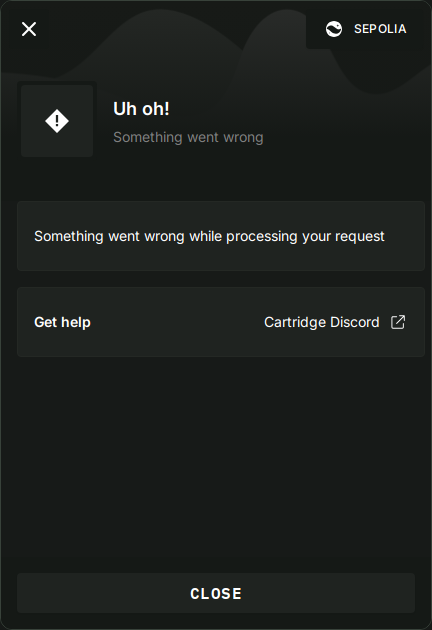 SEPOLIA
Uh oh!
Something went wrong
Something went wrong while processing your request
Get help
Cartridge Discord
CLOSE